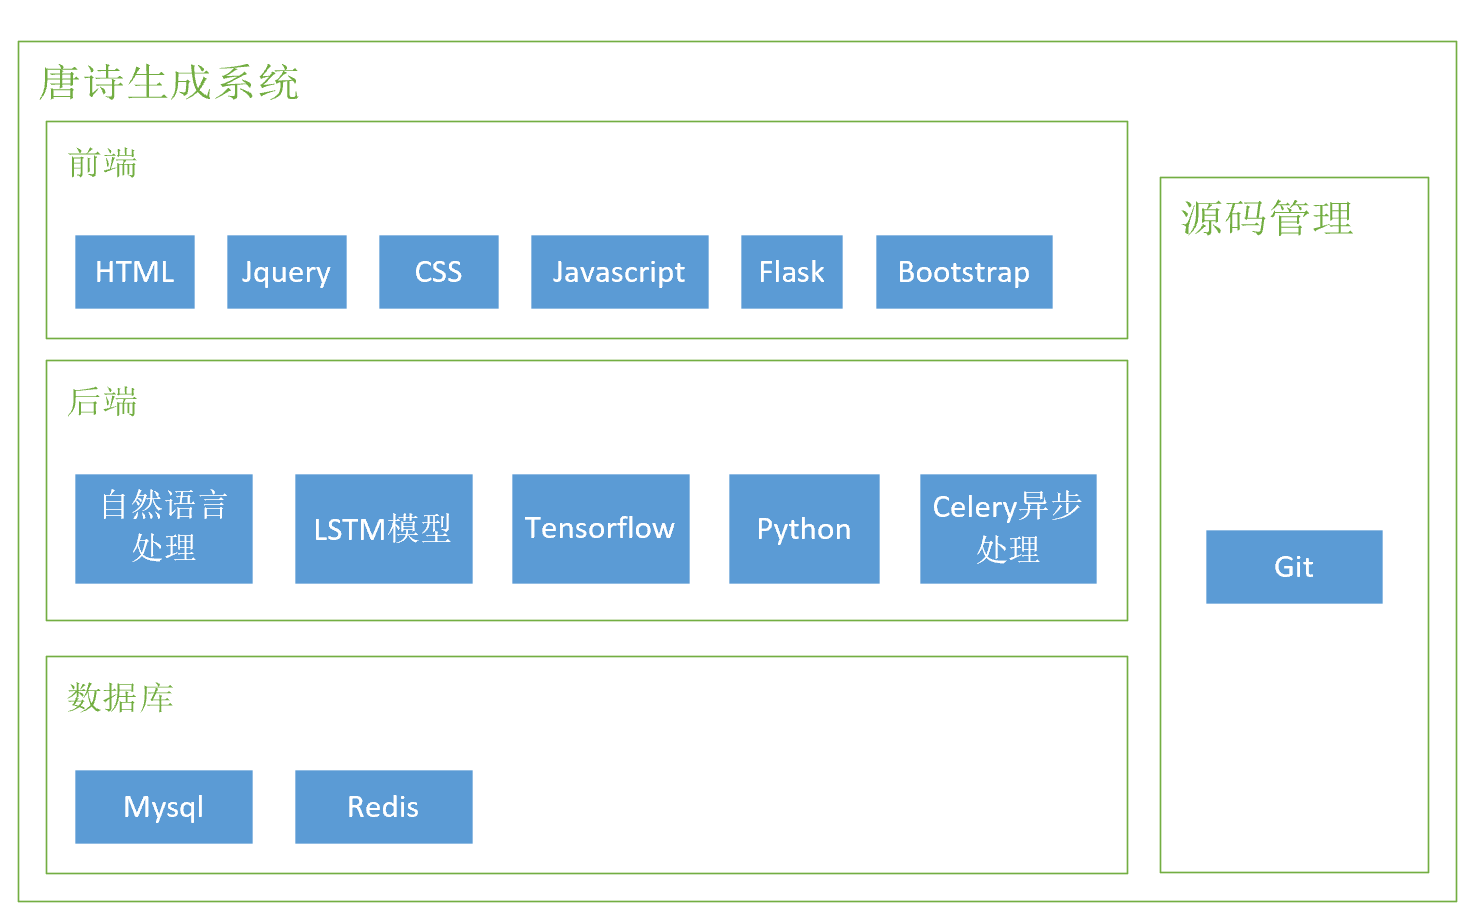 唐诗生成系统
前端
HTML
Jquery
CSS
Javascript
Flask
Bootstrap
后端
自然语言
处理
LSTM模型
Tensorflow
Python
Celery异步
处理
数据库
Mysql
Redis
源码管理
Git